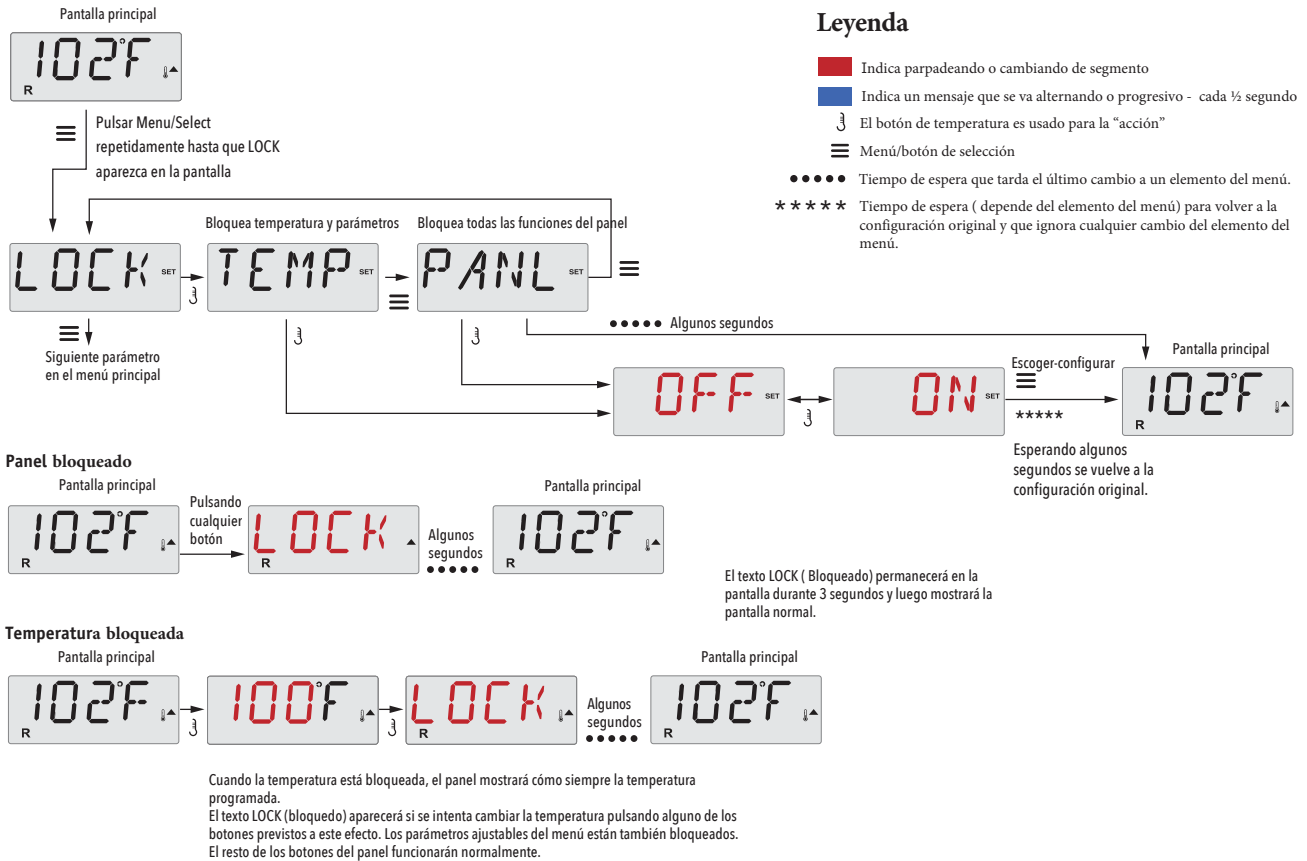 Pantalla principal
102°F
R
Pulsar Menu/Select
repetidamente hasta que LOCK
aparezca en la pantalla
Leyenda
Indica parpadeando o cambiando de segmento
Indica un mensaje que se va alternando o progresivo - cada ½ segundo
El botón de temperatura es usado para la “acción”
Menú/botón de selección
••••• Tiempo de espera que tarda el último cambio a un elemento del menú.
***** Tiempo de espera ( depende del elemento del menú) para volver a la
configuración original y que ignora cualquier cambio del elemento del
menú.
Bloquea temperatura y parámetros
Bloquea todas las funciones del panel
LOCK SET
TEMP SET
PANL SET
Siguiente parámetro
en el menú principal
••••• Algunos segundos
OFF SET
ON SET
Escoger-configurar
*****
Pantalla principal
102°F
R
Esperando algunos
segundos se vuelve a la
configuración original.
Panel bloqueado
Pantalla principal
102°F
R
Pulsando
cualquier
botón
LOCK
R
Algunos
segundos
•••••
Pantalla principal
102°F
R
El texto LOCK ( Bloqueado) permanecerá en la
pantalla durante 3 segundos y luego mostrará la
pantalla normal.
Temperatura bloqueada
Pantalla principal
102°F
R
100°F
LOCK
R
Algunos
segundos
•••••
Pantalla principal
102°F
R
Cuando la temperatura está bloqueada, el panel mostrará cómo siempre la temperatura
programada.
El texto LOCK (bloquedo) aparecerá si se intenta cambiar la temperatura pulsando alguno de los
botones previstos a este efecto. Los parámetros ajustables del menú están también bloqueados.
El resto de los botones del panel funcionarán normalmente.